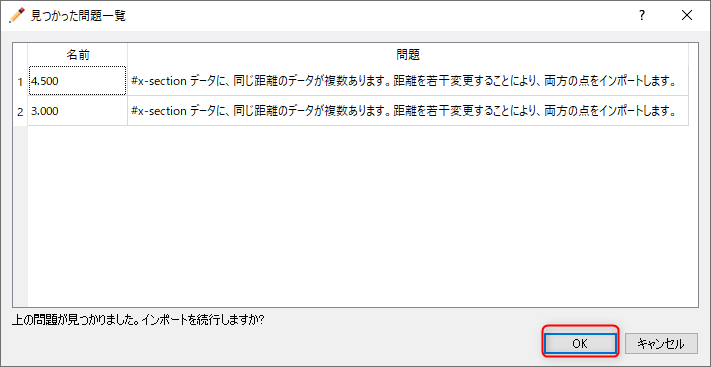 見つかった問題一覧
名前 問題
1 4.500 #x-section データに、同じ距離のデータが複数あります。距離を若干変更することにより、両方の点をインポートします。
2 3.000 #x-section データに、同じ距離のデータが複数あります。距離を若干変更することにより、両方の点をインポートします。
上の問題が見つかりました。インポートを続行しますか?
OK キャンセル